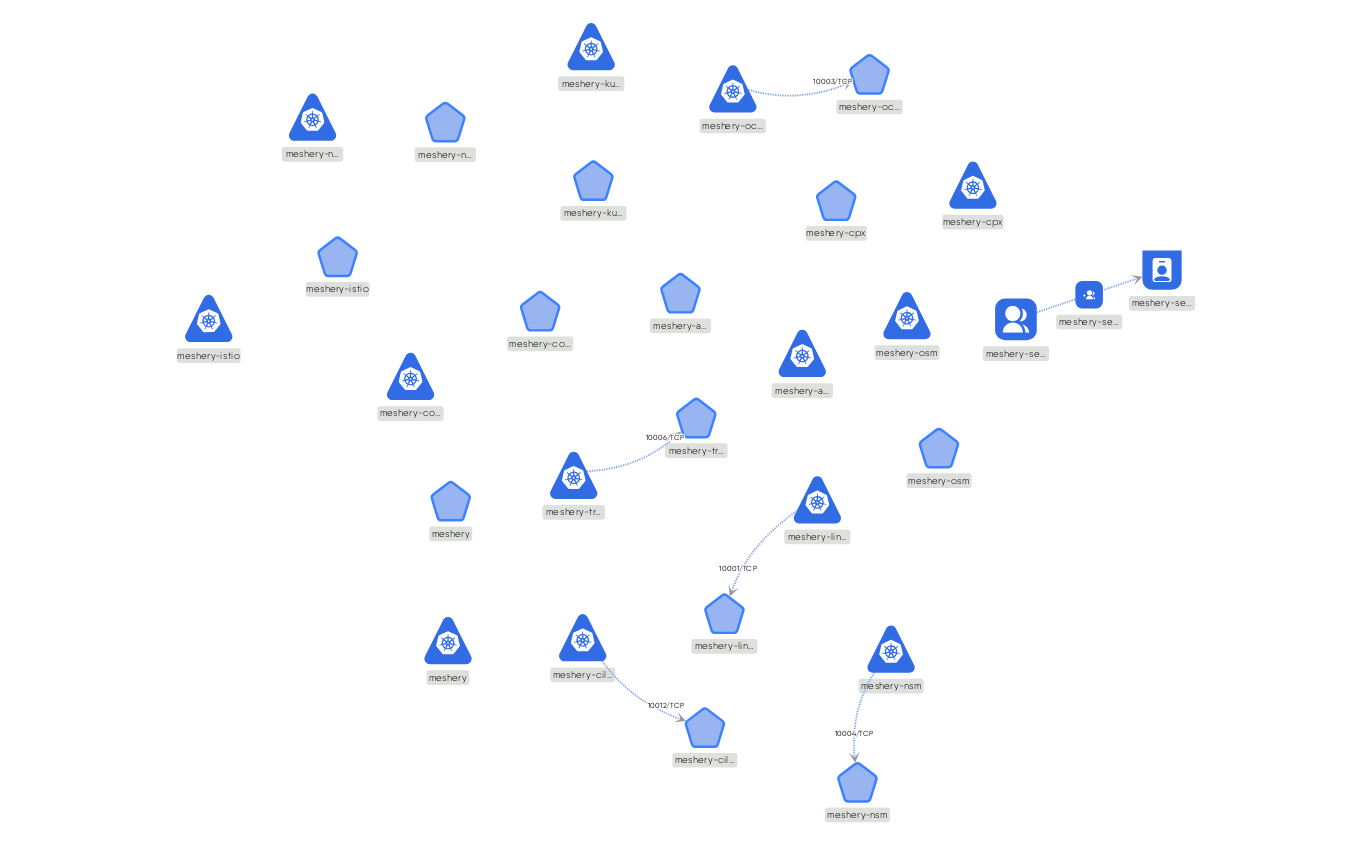 meshery-ku...
10003/TCP
meshery-oc...
meshery-oc...
meshery-n...
meshery-n...
meshery-ku...
meshery-cpx
meshery-cpx
meshery-istio
meshery-se...
meshery-se...
meshery-a...
meshery-co...
meshery-osm
meshery-se...
meshery-istio
meshery-a...
meshery-co...
10006/TCP
meshery-tr...
meshery-osm
meshery-tr...
meshery
meshery-lin...
10001/TCP
meshery-lin...
meshery
meshery-cil...
meshery-nsm
10012/TCP
10004/TCP
meshery-cil...
meshery-nsm